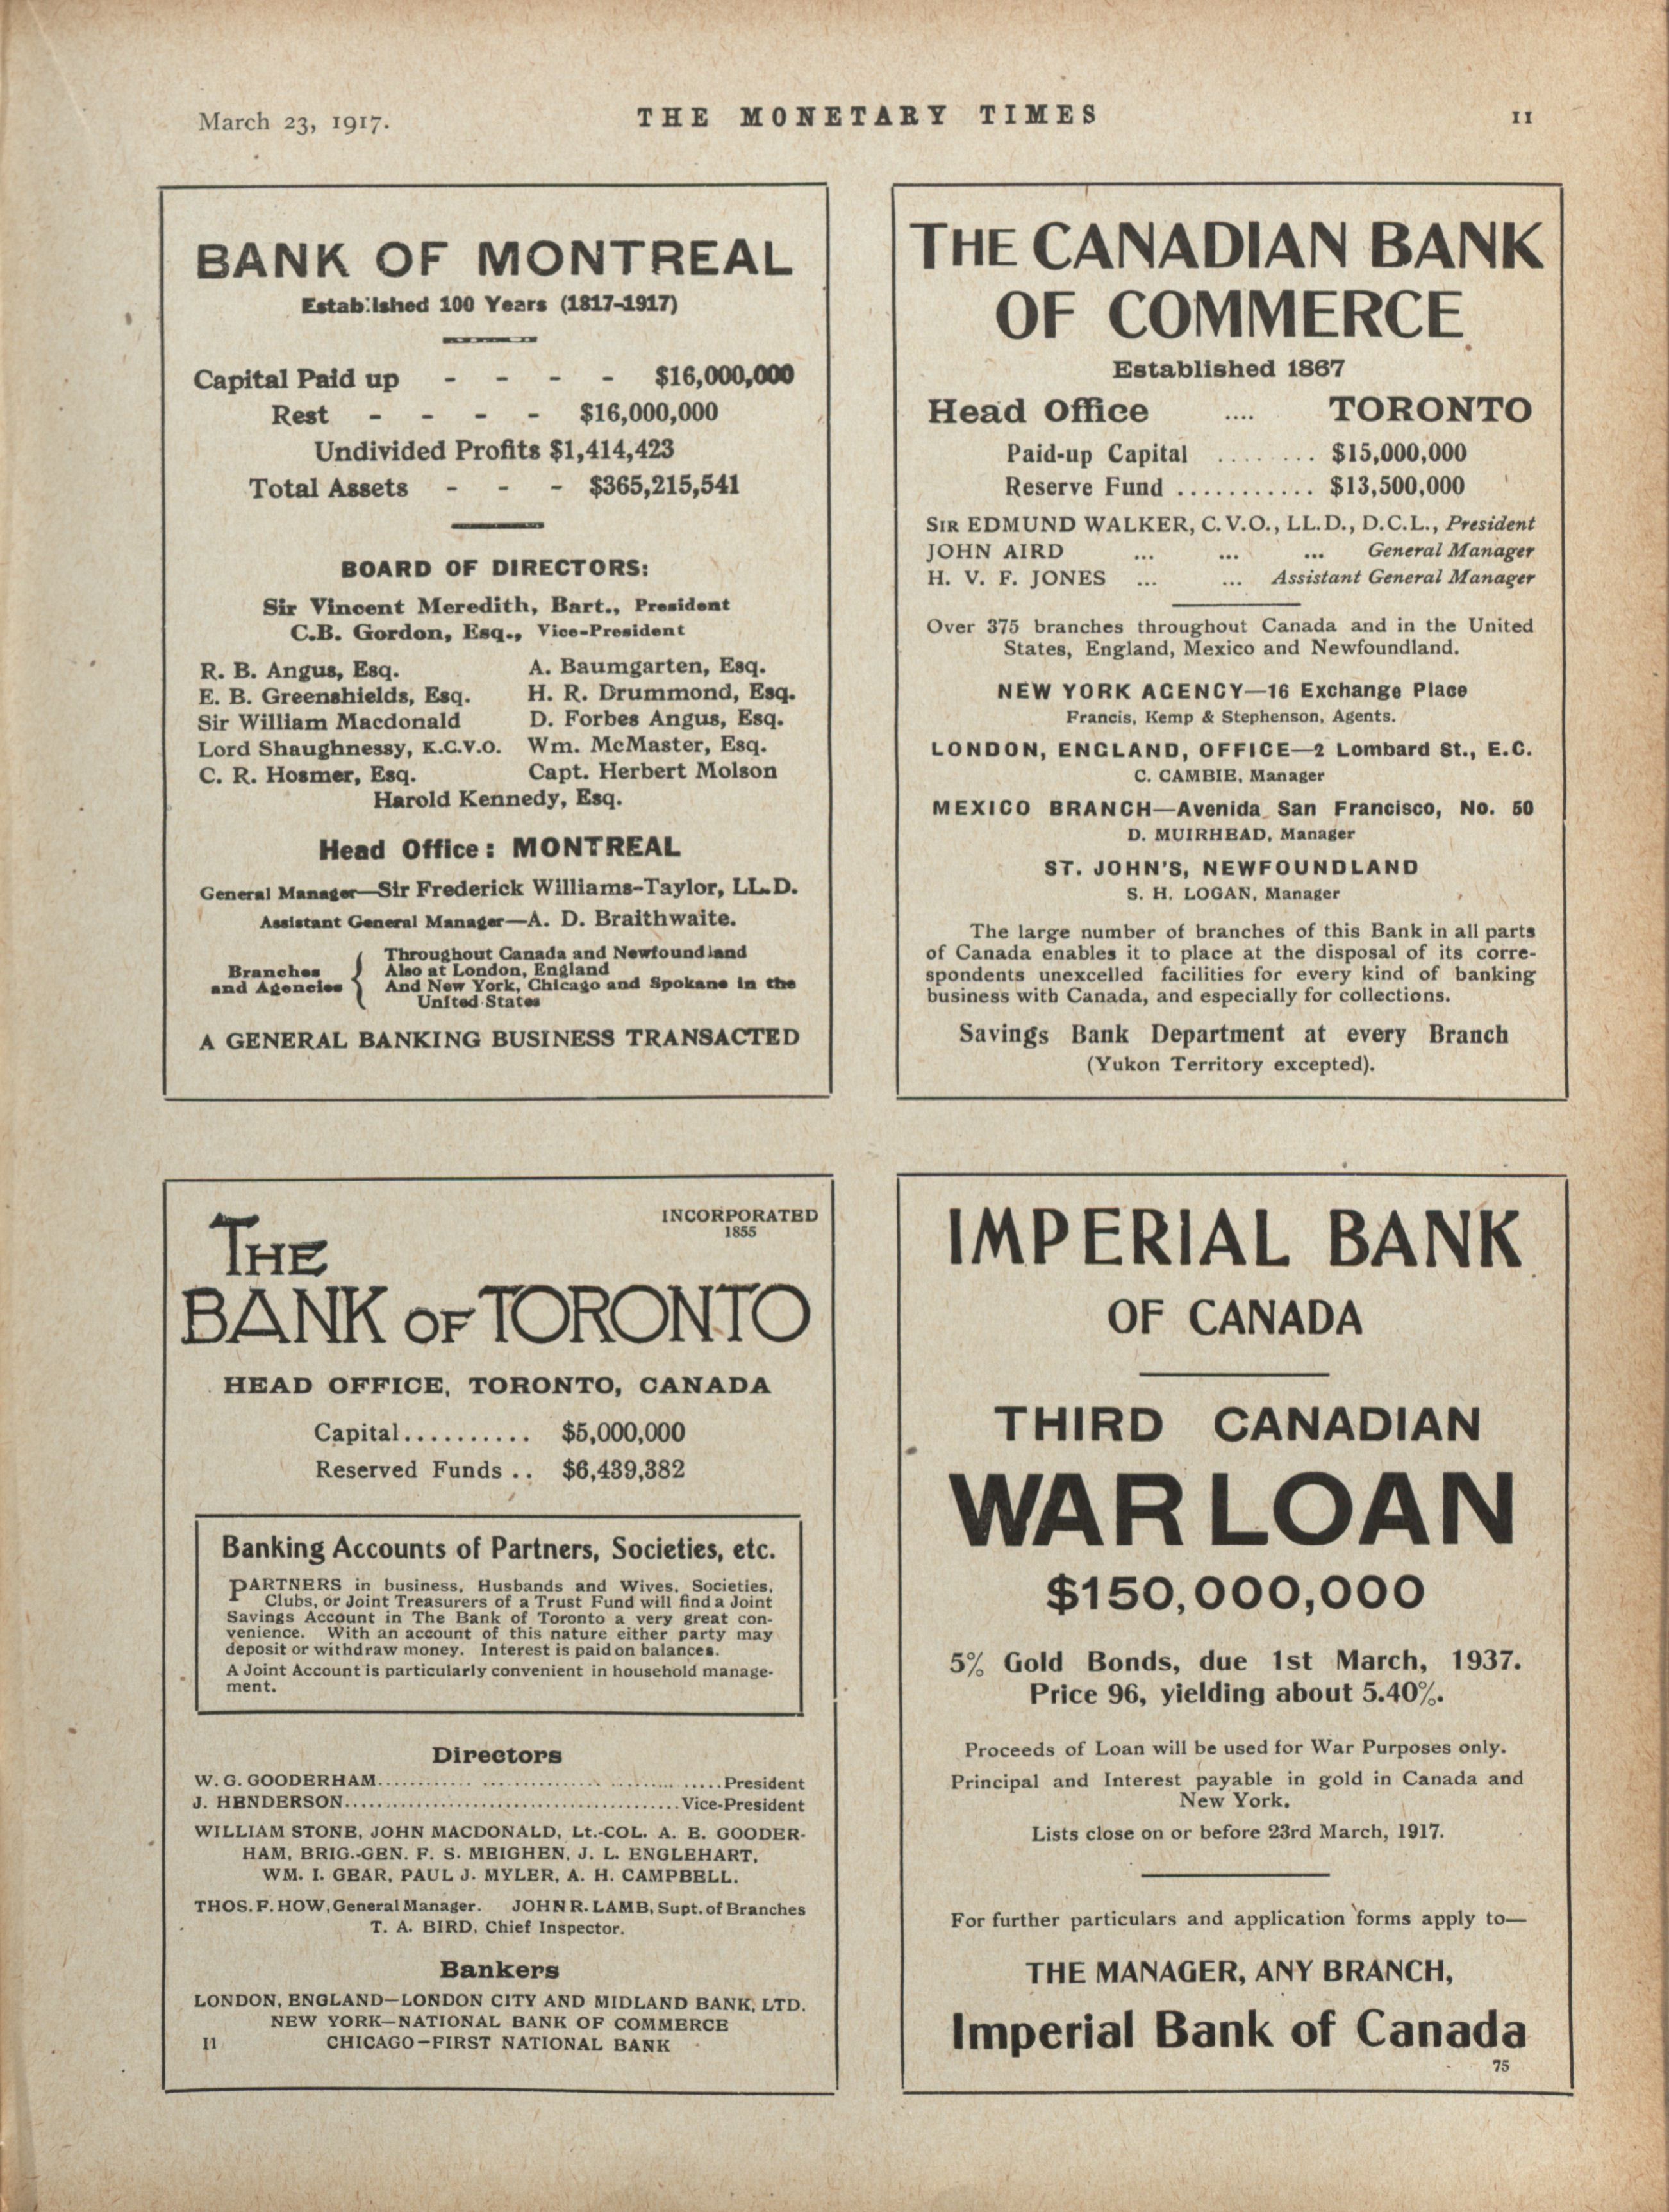 March 23, 1917.
THE MONETARY TIMES
11
BANK OF MONTREAL
Established 100 Years (1817-1917)
Capital Paid up - - - - $16,000,000
Rest - - - - $16,000,000
Undivided Profits $1,414,423
Total Assets - - - $365,215,541
BOARD OF DIRECTORS:
Sir Vincent Meredith, Bart., President
C.B. Gordon, Esq., Vice-President
R. B. Angus, Esq. A. Baumgarten, Esq.
E. B. Greenshields, Esq. H. R. Drummond, Esq.
Sir William Macdonald D. Forbes Angus, Esq.
Lord Shaughnessy, K.C.V.O. Wm. McMaster, Esq.
C. R. Hosmer, Esq. Capt. Herbert Molson
Harold Kennedy, Esq.
Head Office: MONTREAL
General Manager—Sir Frederick Williams-Taylor, LL.D.
Assistant General Manager—A. D. Braithwaite.
Branches and Agencies
Throughout Canada and Newfoundland
Also at London, England
And New York, Chicago and Spokane in the
United States
A GENERAL BANKING BUSINESS TRANSACTED
THE CANADIAN BANK
OF COMMERCE
Established 1867
Head Office .... TORONTO
Paid-up Capital ........ $15,000,000
Reserve Fund ........... $13,500,000
SIR EDMUND WALKER, C.V.O., LL.D., D.C.L., President
JOHN AIRD ... ... ... General Manager
H. V. F. JONES ... ... Assistant General Manager
Over 375 branches throughout Canada and in the United
States, England, Mexico and Newfoundland.
NEW YORK AGENCY—16 Exchange Place
Francis, Kemp & Stephenson, Agents.
LONDON, ENGLAND, OFFICE—2 Lombard St., E.C.
C. CAMBIE, Manager
MEXICO BRANCH—Avenida San Francisco, No. 50
D. MUIRHEAD, Manager
ST. JOHN'S, NEWFOUNDLAND
S. H. LOGAN, Manager
The large number of branches of this Bank in all parts
of Canada enables it to place at the disposal of its corre-
spondents unexcelled facilities for every kind of banking
business with Canada, and especially for collections.
Savings Bank Department at every Branch
(Yukon Territory excepted).
INCORPORATED
1855
THE
BANK OF TORONTO
HEAD OFFICE, TORONTO, CANADA
Capital.......... $5,000,000
Reserved Funds .. $6,439,382
Banking Accounts of Partners, Societies, etc.
PARTNERS in business, Husbands and Wives, Societies,
Clubs, or Joint Treasurers of a Trust Fund will find a Joint
Savings Account in The Bank of Toronto a very great con-
venience. With an account of this nature either party may
deposit or withdraw money. Interest is paid on balances.
A Joint Account is particularly convenient in household manage-
ment.
Directors
W. G. GOODERHAM..........President
J. HENDERSON..........Vice-President
WILLIAM STONE, JOHN MACDONALD, LT.-COL. A. E. GOODER-
HAM, BRIG.-GEN. F. S. MEIGHEN, J. L. ENGLEHART,
WM. I. GEAR, PAUL J. MYLER, A. H. CAMPBELL.
THOS. F. HOW, General Manager. JOHN R. LAMB, Supt. of Branches
T. A. BIRD, Chief Inspector.
Bankers
LONDON, ENGLAND—LONDON CITY AND MIDLAND BANK, LTD.
NEW YORK—NATIONAL BANK OF COMMERCE
11 CHICAGO—FIRST NATIONAL BANK
IMPERIAL BANK
OF CANADA
THIRD CANADIAN
WAR LOAN
$150,000,000
5% Gold Bonds, due 1st March, 1937.
Price 96, yielding about 5.40%.
Proceeds of Loan will be used for War Purposes only.
Principal and Interest payable in gold in Canada and
New York.
Lists close on or before 23rd March, 1917.
For further particulars and application forms apply to—
THE MANAGER, ANY BRANCH,
Imperial Bank of Canada
75